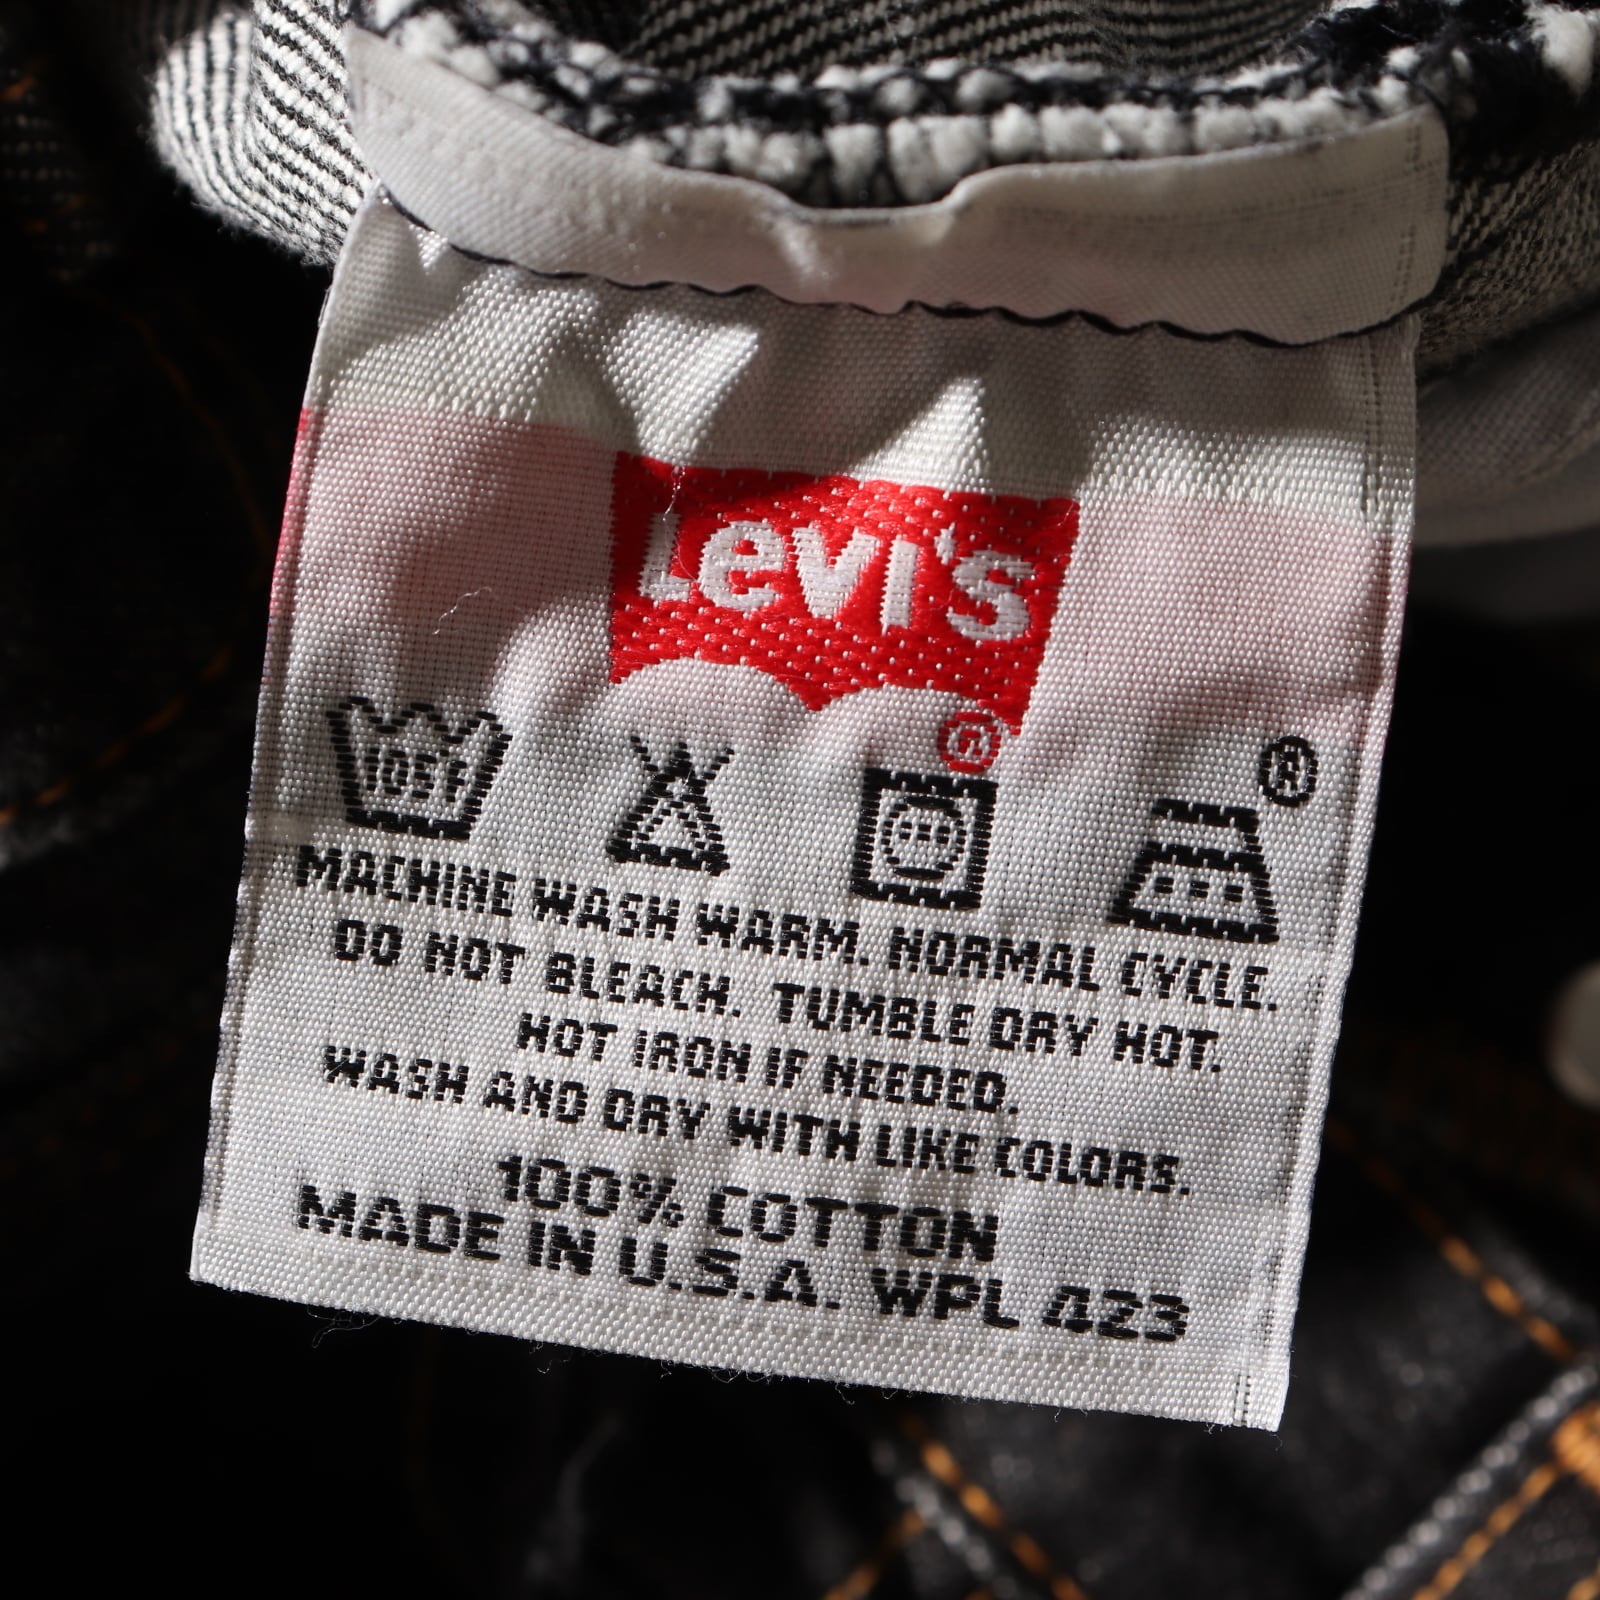 Levi's
®
®
105F
MACHINE WASH WARM. NORMAL CYCLE.
DO NOT BLEACH. TUMBLE DRY HOT.
HOT IRON IF NEEDED.
WASH AND DRY WITH LIKE COLORS.
100% COTTON
MADE IN U.S.A. WPL 423